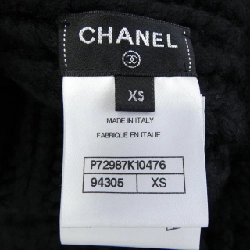 CHANEL
XS
MADE IN ITALY
FABRIQUE EN ITALIE
P72987K10476
94305 XS